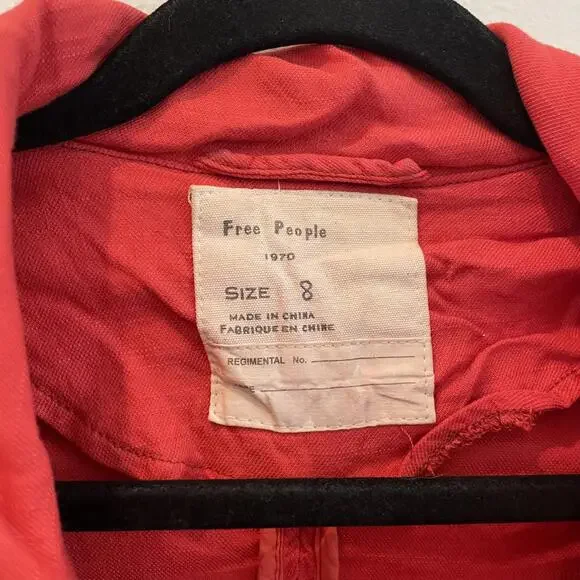 Free People
1970
SIZE 8
MADE IN CHINA
FABRIQUE EN CHINE
REGIMENTAL No.